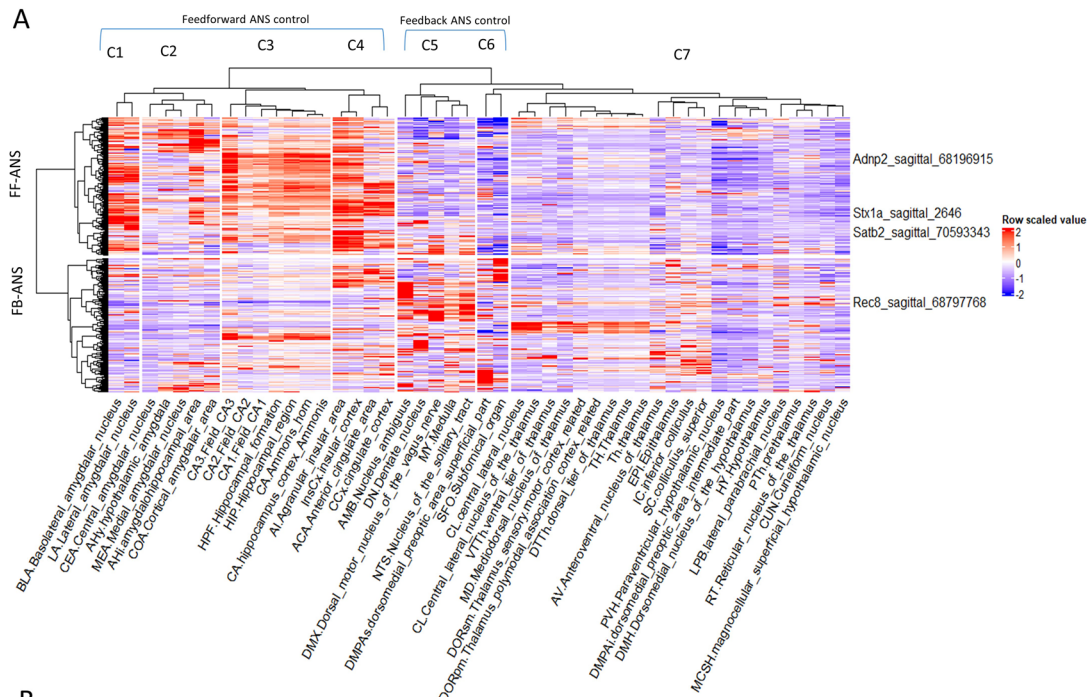 A
Feedforward ANS control
Feedback ANS control
C1
C2
C3
C4
C5
C6
C7
FF-ANS
FB-ANS
Adnp2_sagittal_68196915
Stx1a_sagittal_2646
Satb2_sagittal_70593343
Rec8_sagittal_68797768
Row scaled value
2
1
0
-1
-2
BLA.Basolateral_amygdalar_nucleus
LA.Lateral_amygdalar_nucleus
CEA.Central_amygdalar_nucleus
AHy.hypothalamic_amygdala
MEA.Medial_amygdalar_nucleus
AHi.amygdalohippocampal_area
COA.Cortical_amygdalar_area
CA3.Field_CA3
CA2.Field_CA2
CA1.Field_CA1
HPF.Hippocampal_formation
HIP.Hippocampal_region
CA.Ammons_horn
CA.hippocampus_cortex_Ammonic
AI.Agranular_insular_area
InsCx.insular_cortex
ACA.Anterior_cingulate_area
CCx.cingulate_cortex
AMB.Nucleus_ambiguus
DN.Dentate_nucleus
DMX.Dorsal_motor_nucleus_of_the_vagus_nerve
MY.Medulla
NTS.Nucleus_of_the_solitary_tract
DMPAs.dorsomedial_preoptic_area_superficial_part
SFO.Subfornical_organ
CL.central_lateral_nucleus
CL.Central_lateral_nucleus_of_the_thalamus
VTTh.ventral_tier_of_thalamus
MD.Mediodorsal_nucleus_of_thalamus
DORsm.Thalamus_sensory.motor_cortex_related
DORpm.Thalamus_polymodal_association_cortex_related
DTTh.dorsal_tier_of_thalamus
TH.Thalamus
Th.thalamus
AV.Anteroventral_nucleus_of_thalamus
EPI.Epithalamus
IC.Inferior_colliculus
SC.colliculus_superior
PVH.Paraventricular_hypothalamic_nucleus
DMPAi.dorsomedial_preoptic_area_intermediate_part
DMH.Dorsomedial_nucleus_of_the_hypothalamus
HY.Hypothalamus
LPB.lateral_parabrachial_nucleus
PTh.prethalamus
RT.Reticular_nucleus_of_the_thalamus
CUN.Cuneiform_nucleus
MCSH.magnocellular_superficial_hypothalamic_nucleus